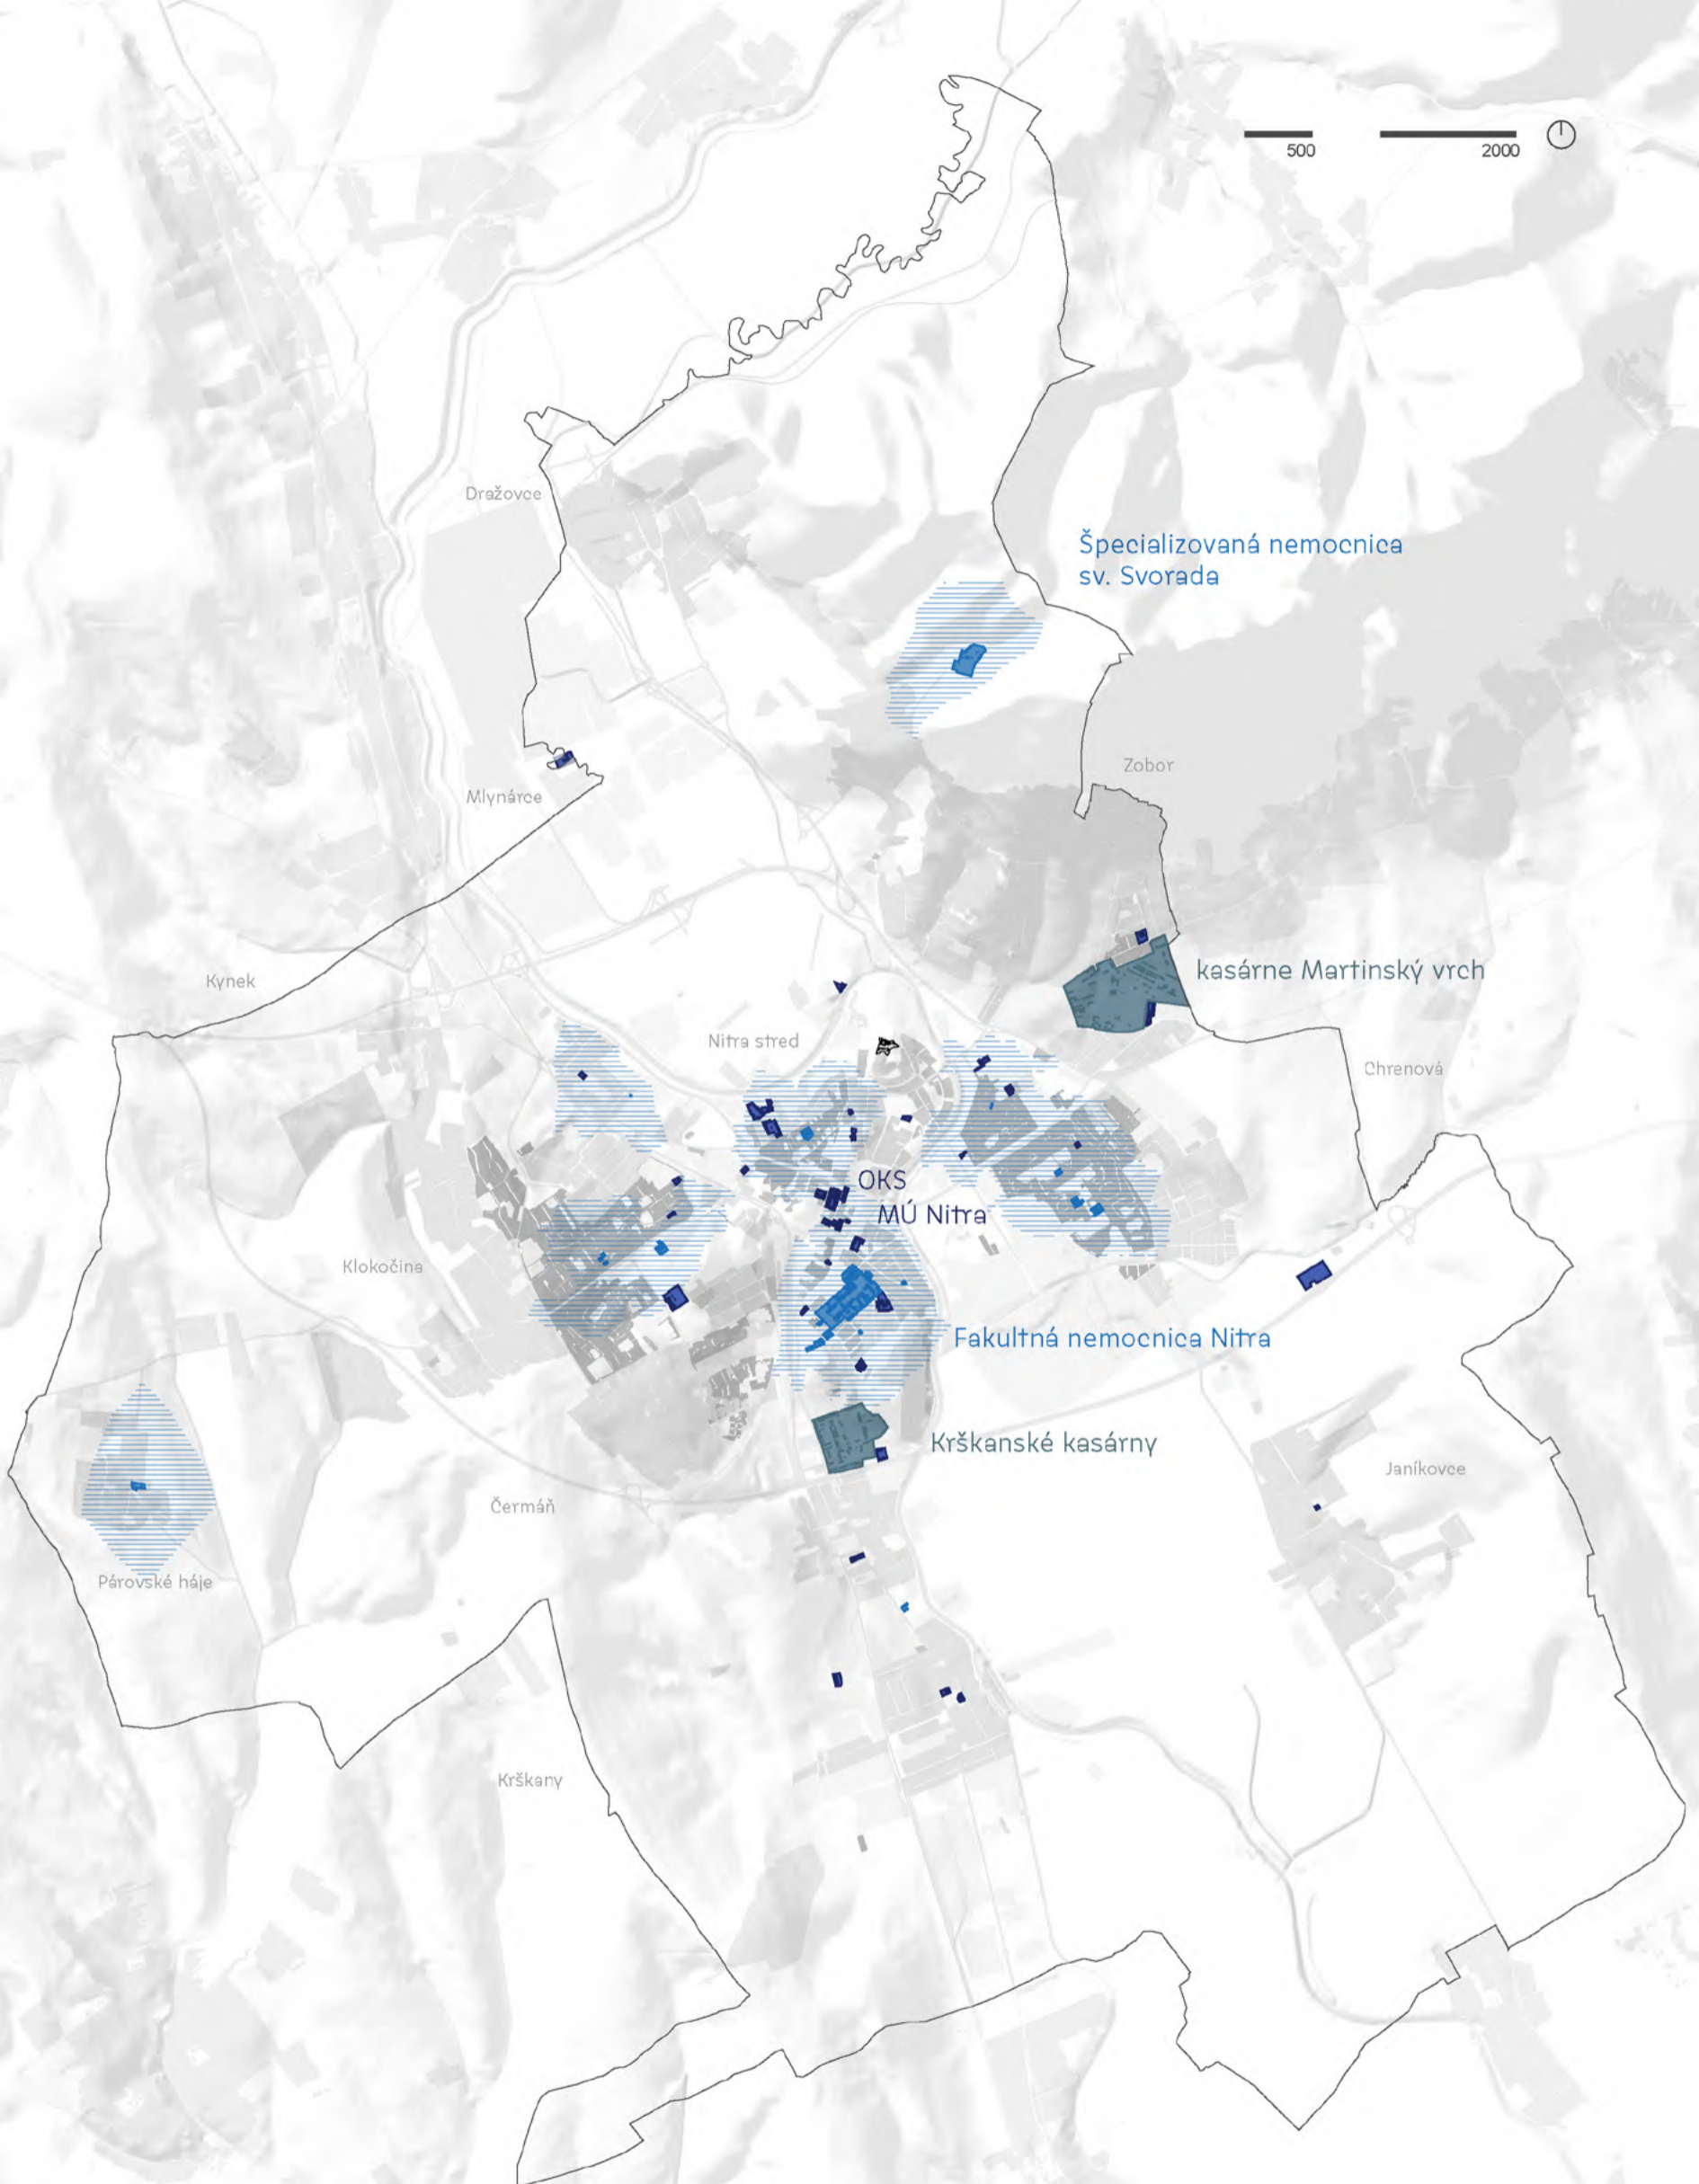 500
2000
Dražovce
Špecializovaná nemocnica
sv. Svorada
Zobor
Mlynárce
kasárne Martinský vrch
Kynek
Nitra stred
Chrenová
OKS
MÚ Nitra
Klokočina
Fakultná nemocnica Nitra
Krškanské kasárny
Janíkovce
Čermáň
Párovské háje
Krškany